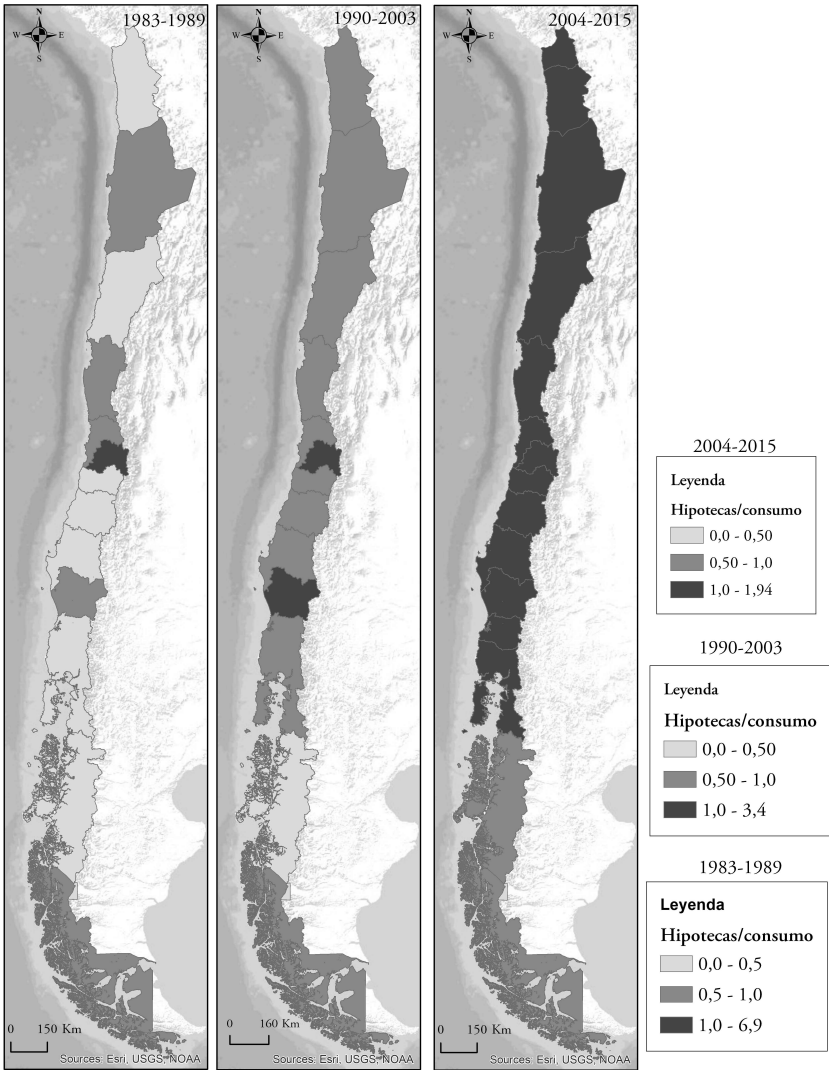 1983-1989
N
W E
S
0 150 Km
Sources: Esri, USGS, NOAA
1990-2003
N
W E
S
0 160 Km
Sources: Esri, USGS, NOAA
2004-2015
N
W E
S
0 150 Km
Sources: Esri, USGS, NOAA
2004-2015
Leyenda
Hipotecas/consumo
0,0 - 0,50
0,50 - 1,0
1,0 - 1,94
1990-2003
Leyenda
Hipotecas/consumo
0,0 - 0,50
0,50 - 1,0
1,0 - 3,4
1983-1989
Leyenda
Hipotecas/consumo
0,0 - 0,5
0,5 - 1,0
1,0 - 6,9